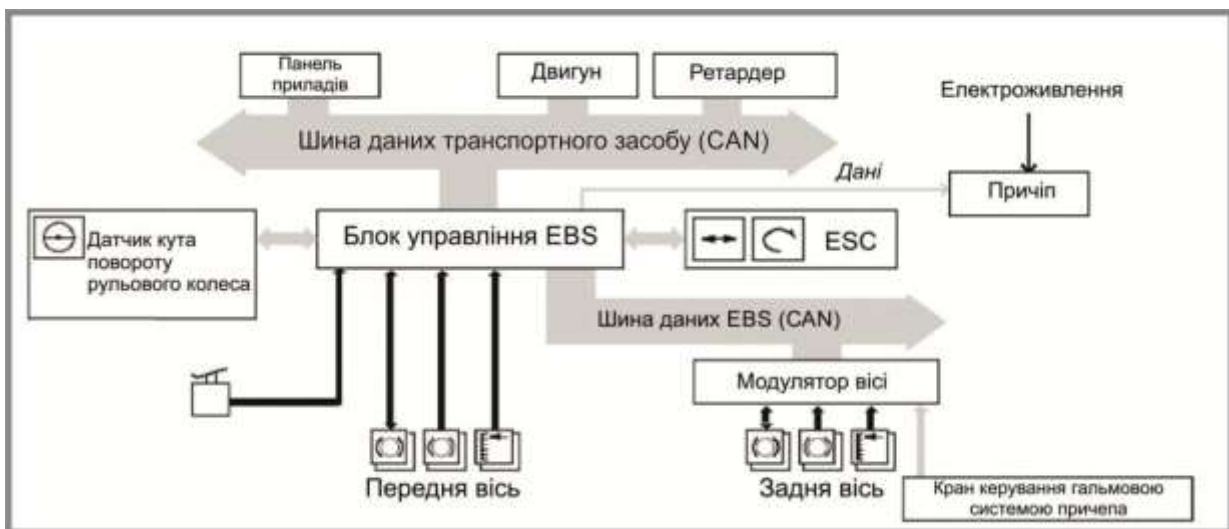 Панель
приладів
Двигун
Ретардер
Електроживлення
Шина даних транспортного засобу (CAN)
Дані
Причіп
Датчик кута
повороту
рульового колеса
Блок управління EBS
ESC
Шина даних EBS (CAN)
Модулятор вісі
Передня вісь
Задня вісь
Кран керування гальмовою
системою причепа